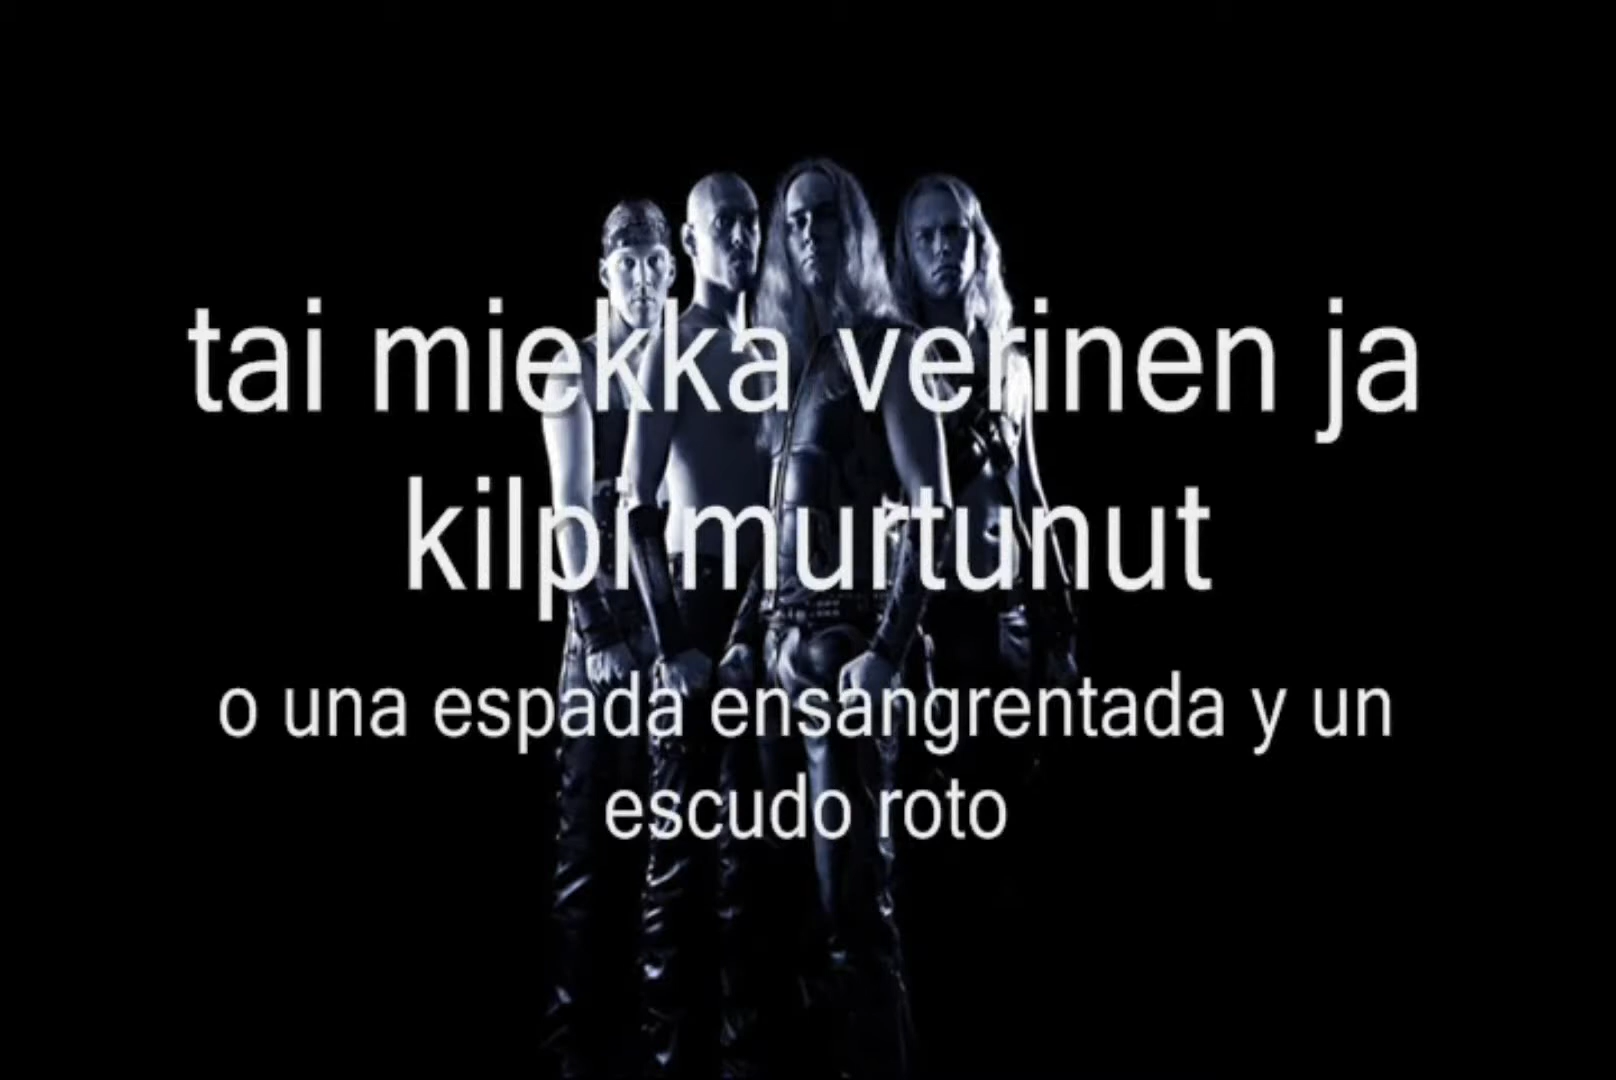 tai miekka verinen ja
kilpi murtunut
o una espada ensangrentada y un
escudo roto